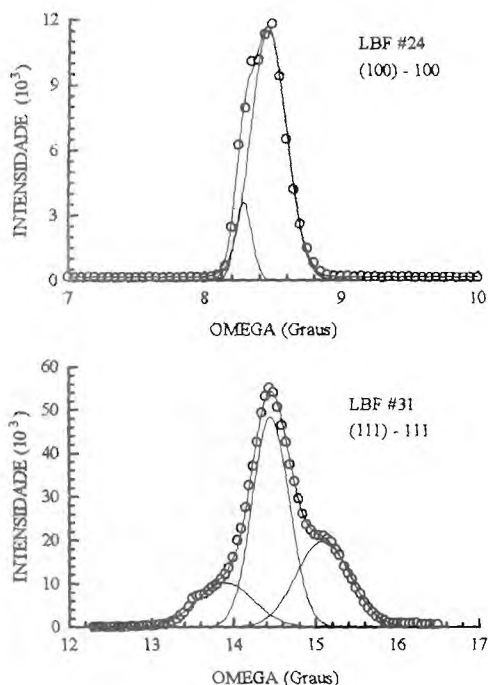 12
LBF #24
(100) - 100
9
6
3
0
INTENSIDADE (10³)
7 8 9 10
OMEGA (Graus)
60
LBF #31
(111) - 111
50
40
30
20
10
0
INTENSIDADE (10³)
12 13 14 15 16 17
OMEGA (Graus)